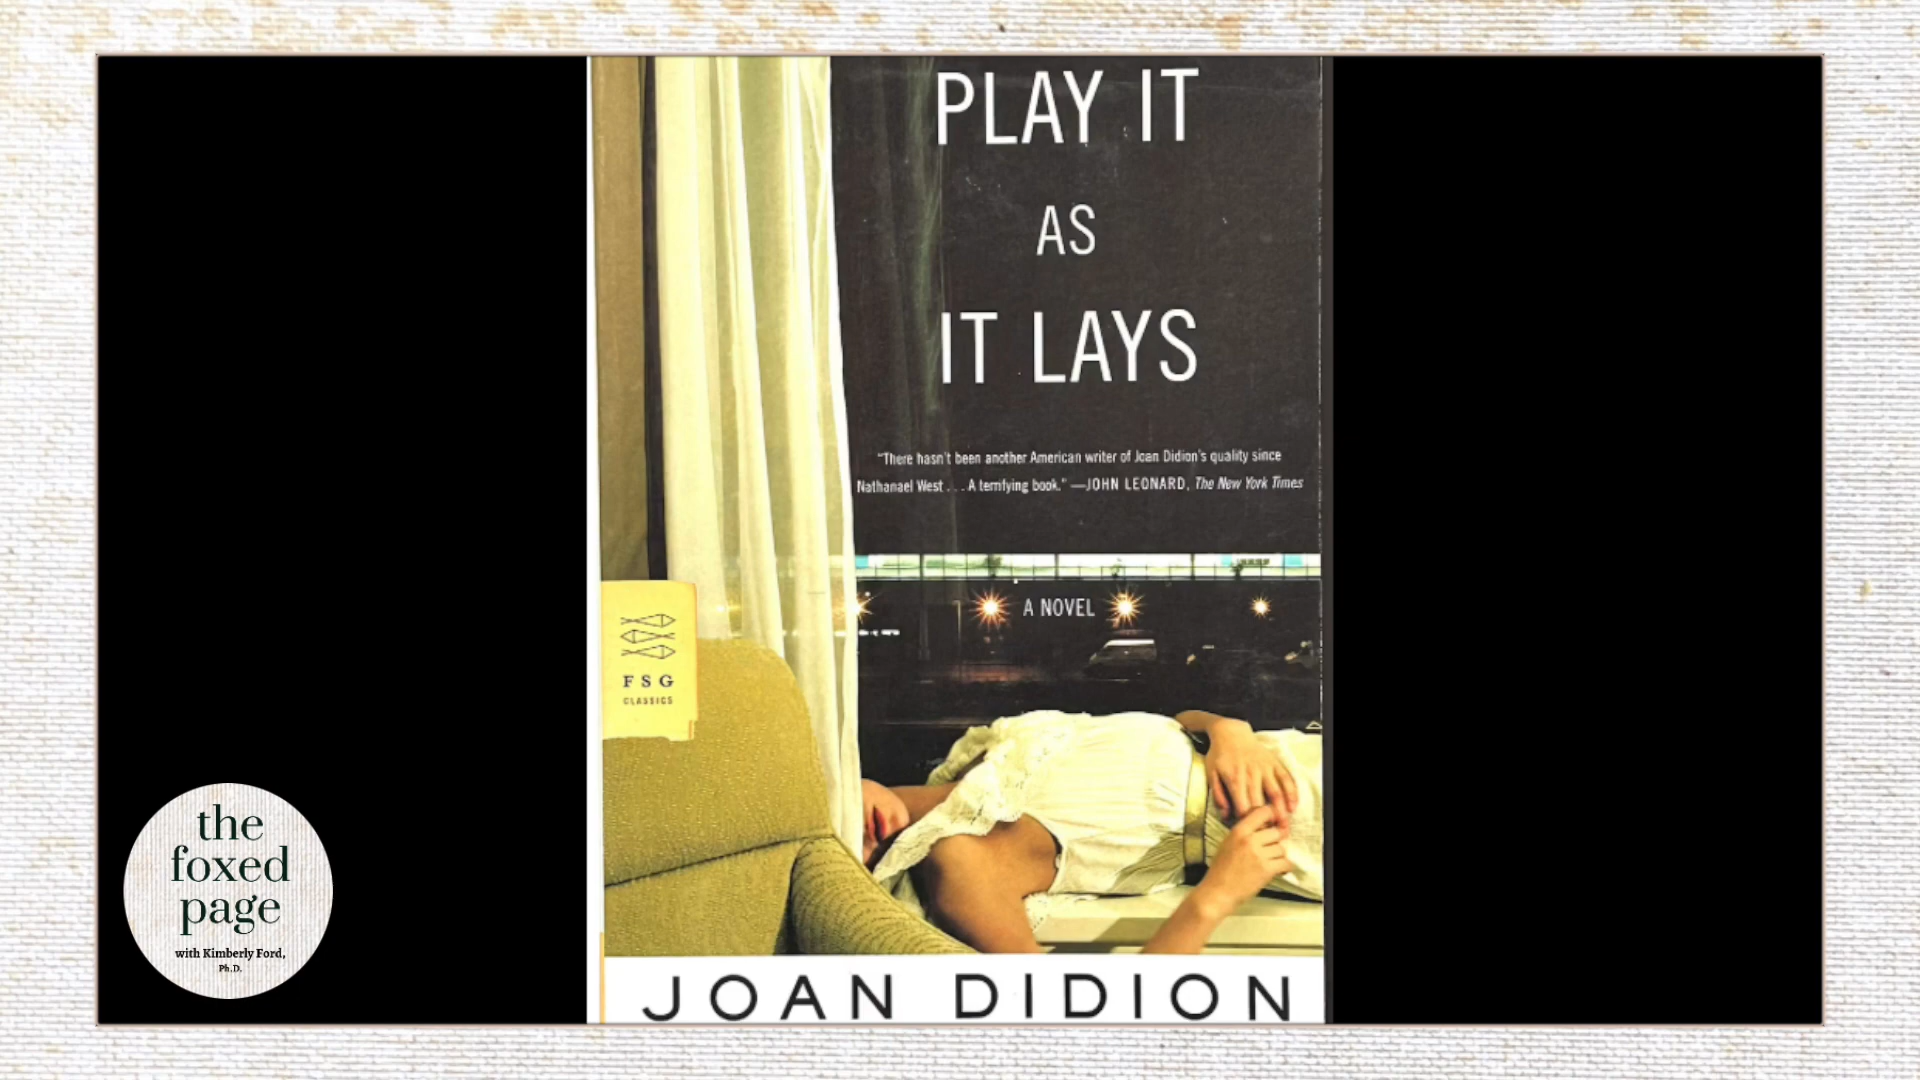 PLAY IT
AS
IT LAYS
"There hasn't been another American writer of Joan Didion's quality since
Nathanael West . . . A terrifying book." —JOHN LEONARD, The New York Times
A NOVEL
FSG
CLASSICS
JOAN DIDION
the
foxed
page
with Kimberly Ford,
Ph.D.